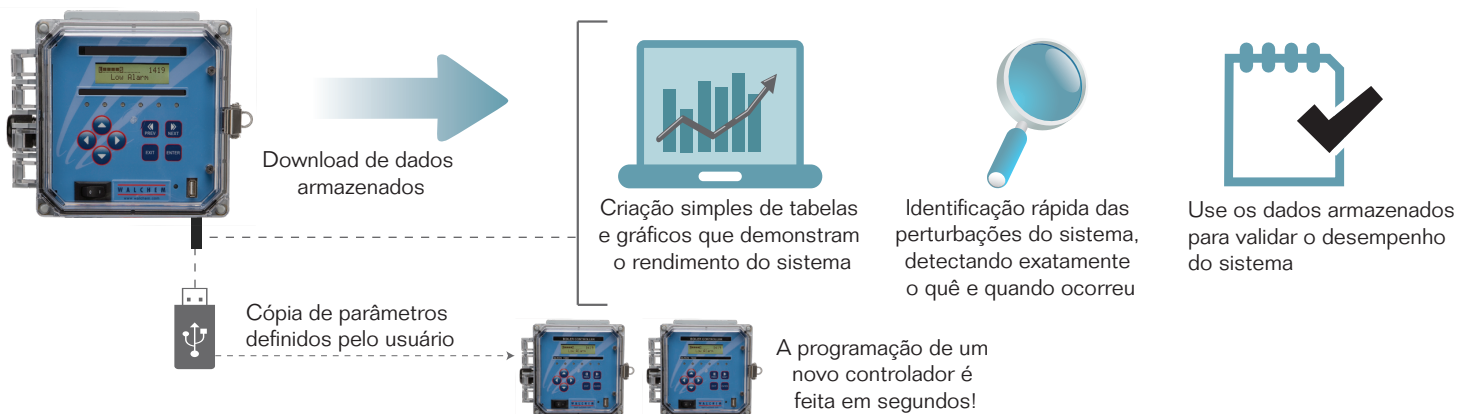 1419
Low Alarm
PREV
NEXT
EXIT
ENTER
WALCHEM
Download de dados
armazenados
Criação simples de tabelas
e gráficos que demonstram
o rendimento do sistema
Identificação rápida das
perturbações do sistema,
detectando exatamente
o quê e quando ocorreu
Use os dados armazenados
para validar o desempenho
do sistema
Cópia de parâmetros
definidos pelo usuário
A programação de um
novo controlador é
feita em segundos!